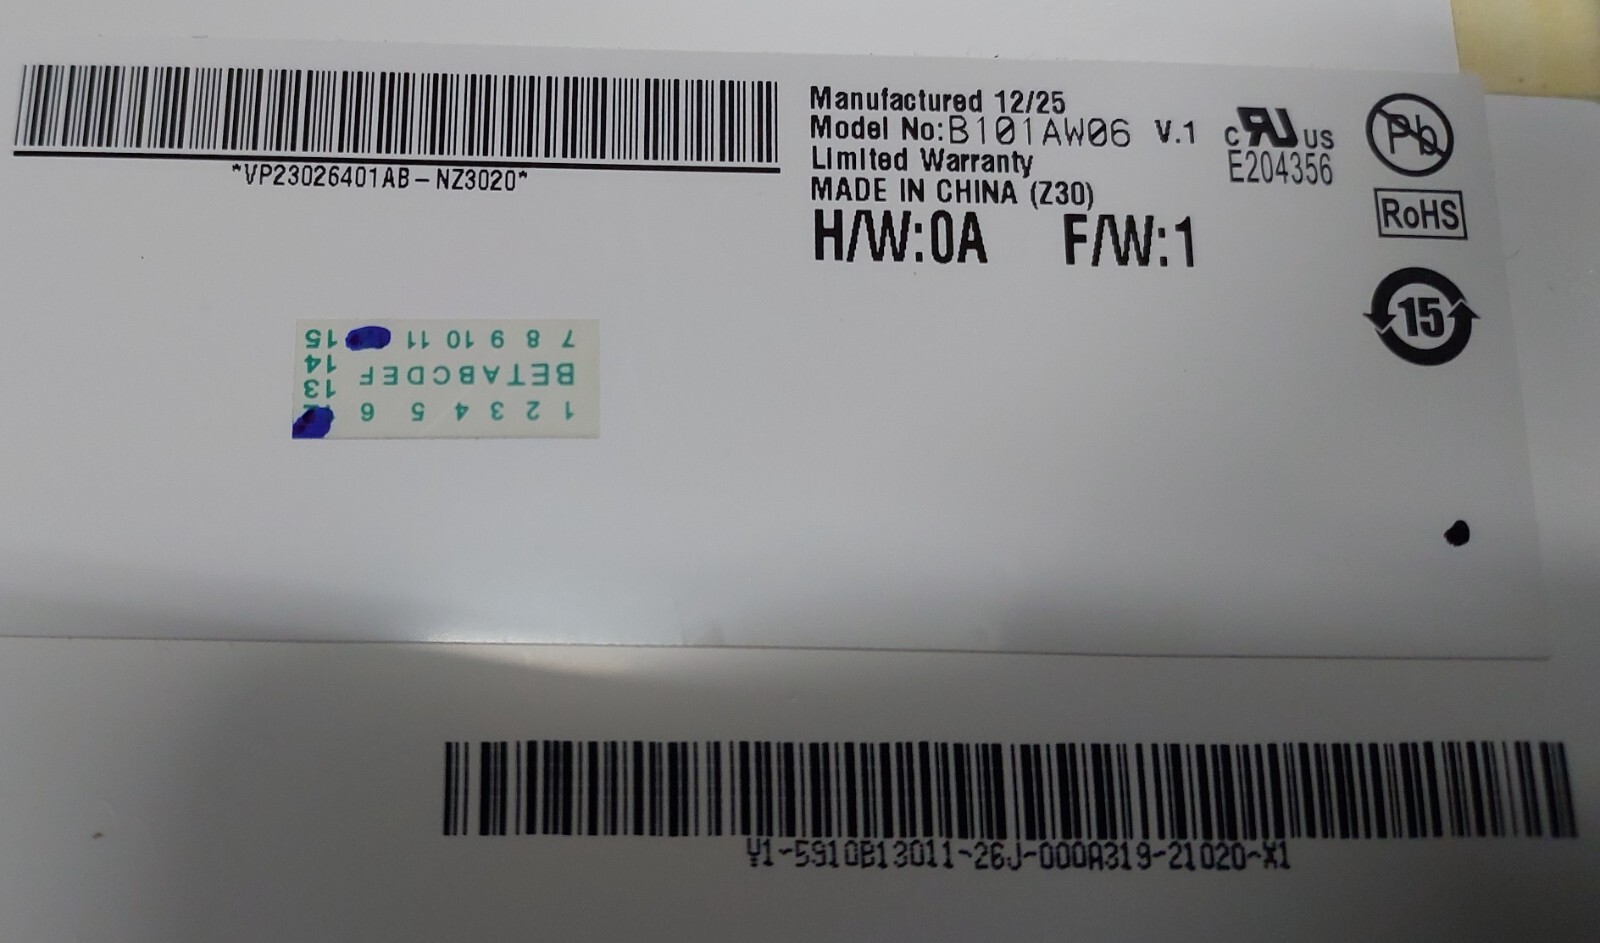 *VP23026401AB-NZ3020*
Manufactured 12/25
Model No:B101AW06 V.1
Limited Warranty
MADE IN CHINA (Z30)
H/W:0A F/W:1
c RU US
E204356
Pb
RoHS
15
1 2 3 4 5 6
BETABCDEF
7 8 9 10 11
13
14
15
Y1-5910B13011-26J-000A319-21020-X1